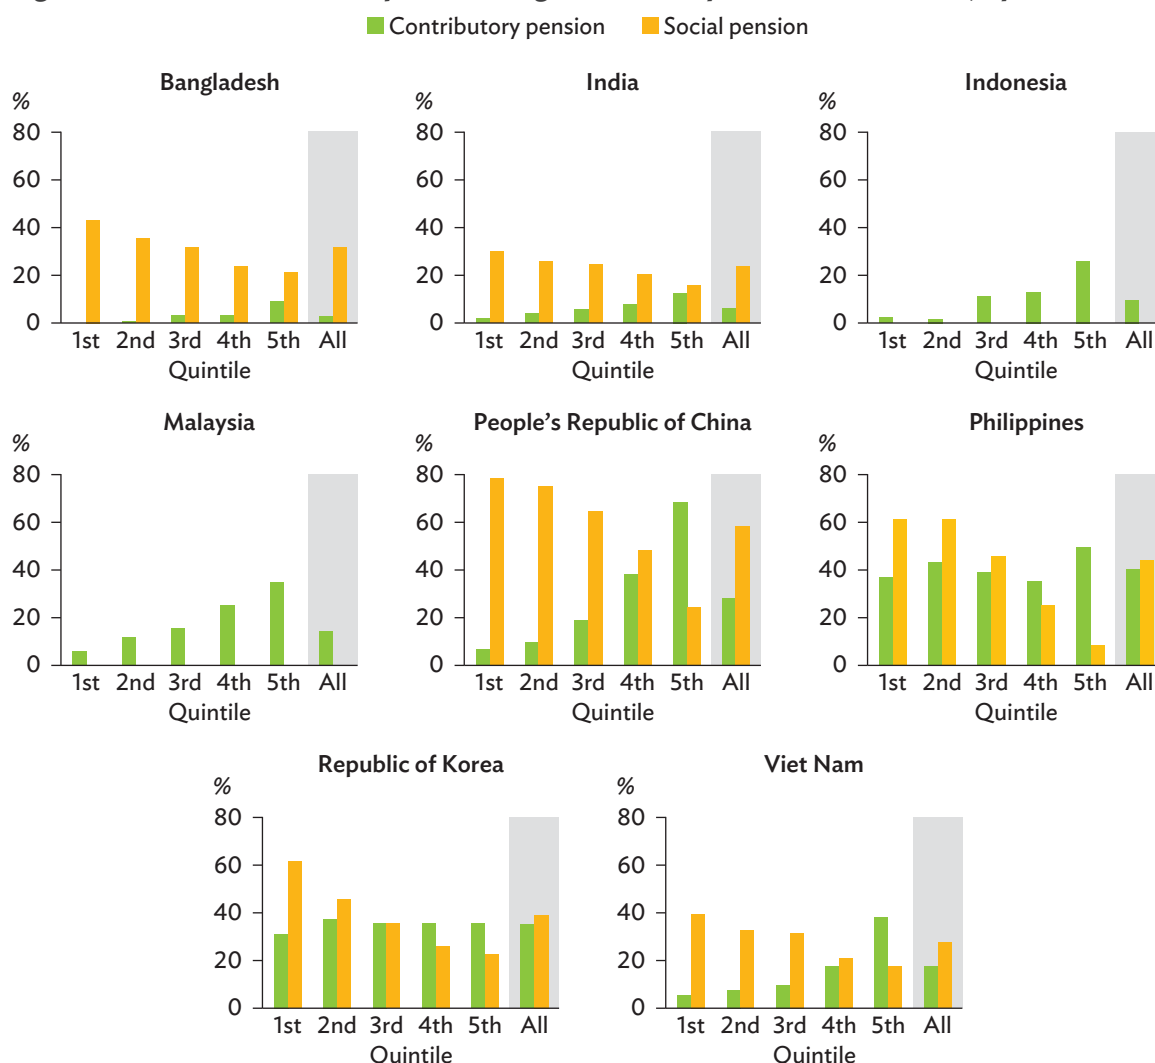 Contributory pension Social pension
Bangladesh India Indonesia
% % %
80 80 80
60 60 60
40 40 40
20 20 20
0 0 0
1st 2nd 3rd 4th 5th All 1st 2nd 3rd 4th 5th All 1st 2nd 3rd 4th 5th All
Quintile Quintile Quintile
Malaysia People's Republic of China Philippines
% % %
80 80 80
60 60 60
40 40 40
20 20 20
0 0 0
1st 2nd 3rd 4th 5th All 1st 2nd 3rd 4th 5th All 1st 2nd 3rd 4th 5th All
Quintile Quintile Quintile
Republic of Korea Viet Nam
% %
80 80
60 60
40 40
20 20
0 0
1st 2nd 3rd 4th 5th All 1st 2nd 3rd 4th 5th All
Quintile Quintile